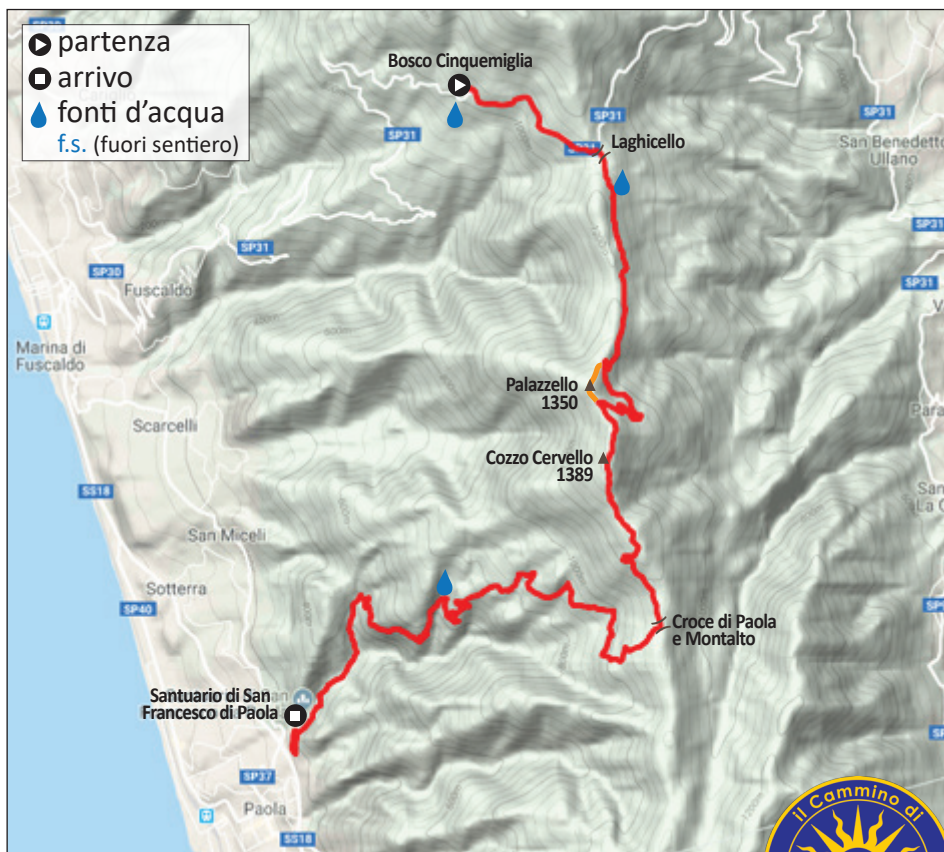 partenza
arrivo
fonti d'acqua
f.s. (fuori sentiero)
Bosco Cinquemiglia
SP31
SP31
Laghicello
San Benedetto
Ullano
SP31
SP31
SP30
Fuscaldo
SP31
Marina di
Fuscaldo
Palazzello
1350
Scarcelli
Cozzo Cervello
1389
SS18
San Miceli
Sotterra
SP40
Croce di Paola
e Montalto
Santuario di San
Francesco di Paola
SP37
Paola
SS18
il Cammino di